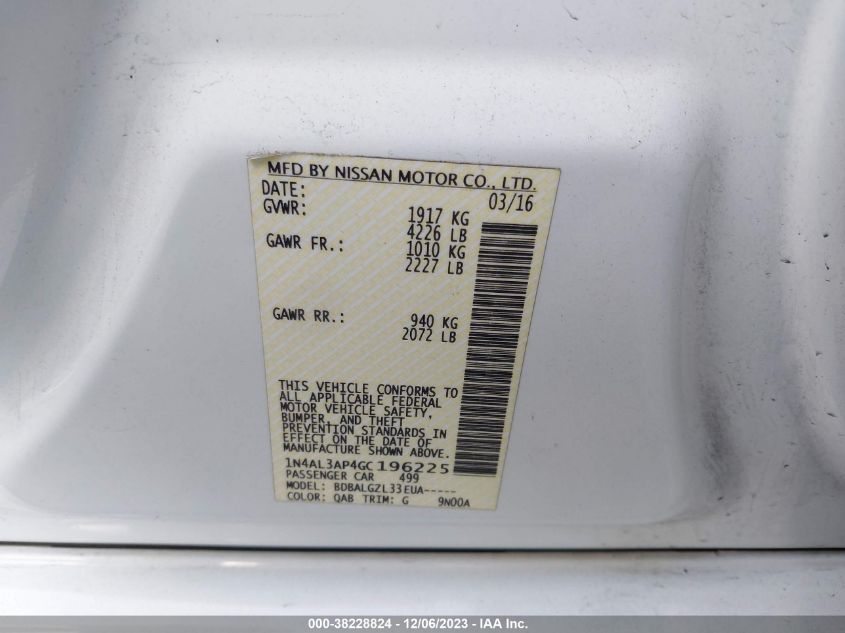 MFD BY NISSAN MOTOR CO., LTD.
DATE: 03/16
GVWR: 1917 KG
4226 LB
GAWR FR.: 1010 KG
2227 LB
GAWR RR.: 940 KG
2072 LB
THIS VEHICLE CONFORMS TO
ALL APPLICABLE FEDERAL
MOTOR VEHICLE SAFETY,
BUMPER, AND THEFT
PREVENTION STANDARDS IN
EFFECT ON THE DATE OF
MANUFACTURE SHOWN ABOVE.
1N4AL3AP4GC196225
PASSENGER CAR 499
MODEL: BDBALGZL33EUA-----
COLOR: QAB TRIM: G 9N00A
000-38228824 - 12/06/2023 - IAA Inc.